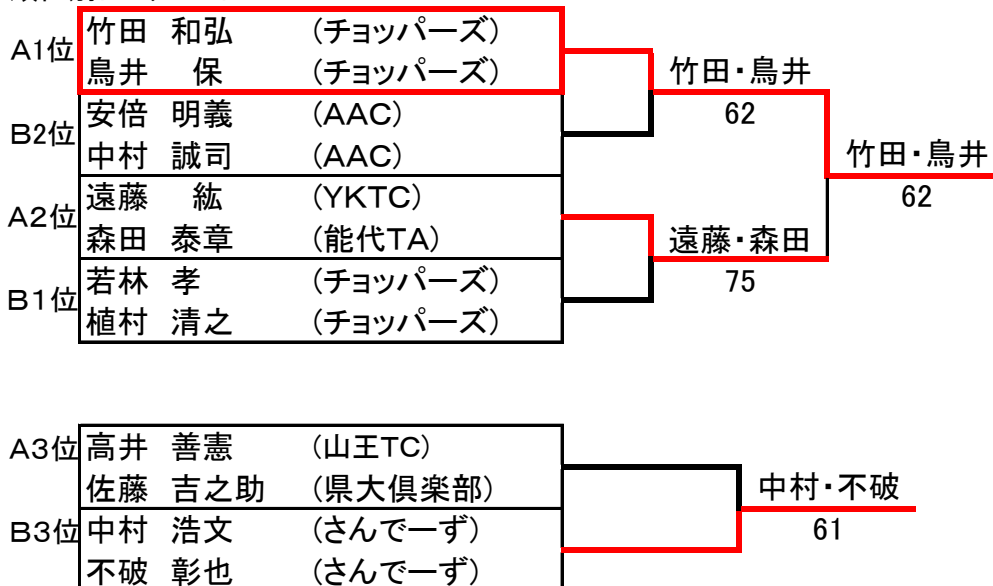 A1位 竹田 和弘 (チョッパーズ)
鳥井 保 (チョッパーズ)
竹田・鳥井
62
B2位 安倍 明義 (AAC)
中村 誠司 (AAC)
竹田・鳥井
62
A2位 遠藤 紘 (YKTC)
森田 泰章 (能代TA)
遠藤・森田
75
B1位 若林 孝 (チョッパーズ)
植村 清之 (チョッパーズ)
A3位 高井 善憲 (山王TC)
佐藤 吉之助 (県大倶楽部)
中村・不破
61
B3位 中村 浩文 (さんでーず)
不破 彰也 (さんでーず)